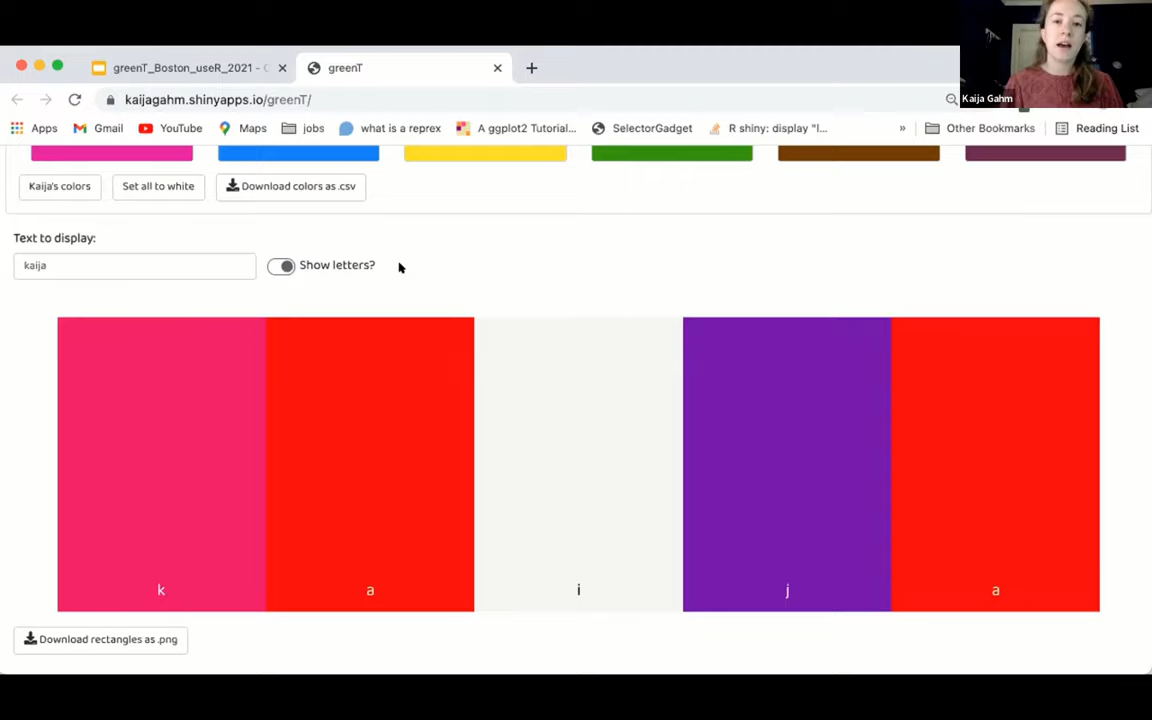 greenT_Boston_useR_2021 - G
greenT
kaijagahm.shinyapps.io/greenT/
Kaija Gahm
Apps
Gmail
YouTube
Maps
jobs
what is a reprex
A ggplot2 Tutorial...
SelectorGadget
R shiny: display "I...
»
Other Bookmarks
Reading List
Kaija's colors
Set all to white
Download colors as .csv
Text to display:
kaija
Show letters?
k a i j a
Download rectangles as .png